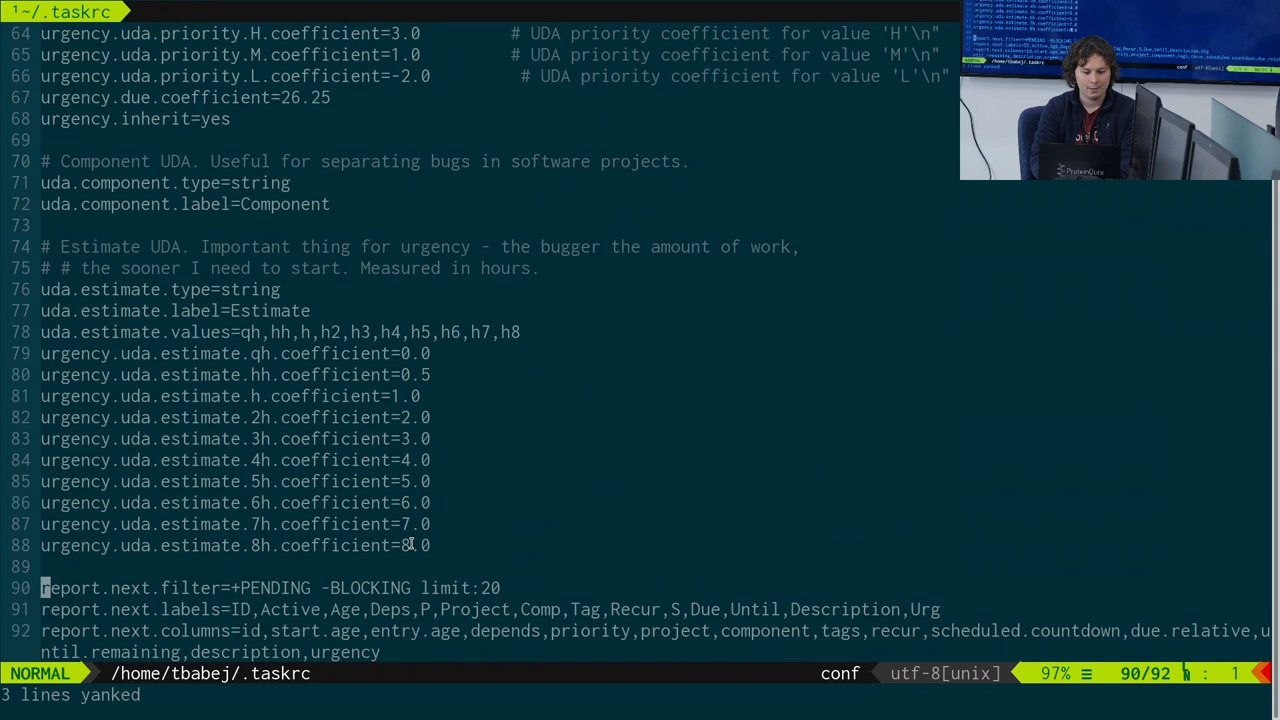 ¹~/.taskrc
64 urgency.uda.priority.H.coefficient=3.0 # UDA priority coefficient for value 'H'\n"
65 urgency.uda.priority.M.coefficient=1.0 # UDA priority coefficient for value 'M'\n"
66 urgency.uda.priority.L.coefficient=-2.0 # UDA priority coefficient for value 'L'\n"
67 urgency.due.coefficient=26.25
68 urgency.inherit=yes
69
70 # Component UDA. Useful for separating bugs in software projects.
71 uda.component.type=string
72 uda.component.label=Component
73
74 # Estimate UDA. Important thing for urgency - the bugger the amount of work,
75 # # the sooner I need to start. Measured in hours.
76 uda.estimate.type=string
77 uda.estimate.label=Estimate
78 uda.estimate.values=qh,hh,h,h2,h3,h4,h5,h6,h7,h8
79 urgency.uda.estimate.qh.coefficient=0.0
80 urgency.uda.estimate.hh.coefficient=0.5
81 urgency.uda.estimate.h.coefficient=1.0
82 urgency.uda.estimate.2h.coefficient=2.0
83 urgency.uda.estimate.3h.coefficient=3.0
84 urgency.uda.estimate.4h.coefficient=4.0
85 urgency.uda.estimate.5h.coefficient=5.0
86 urgency.uda.estimate.6h.coefficient=6.0
87 urgency.uda.estimate.7h.coefficient=7.0
88 urgency.uda.estimate.8h.coefficient=8.0
89
90 report.next.filter=+PENDING -BLOCKING limit:20
91 report.next.labels=ID,Active,Age,Deps,P,Project,Comp,Tag,Recur,S,Due,Until,Description,Urg
92 report.next.columns=id,start.age,entry.age,depends,priority,project,component,tags,recur,scheduled.countdown,due.relative,u
ntil.remaining,description,urgency
NORMAL /home/tbabej/.taskrc conf utf-8[unix] 97% ≡ 90/92 : 1
3 lines yanked
ProteinQure